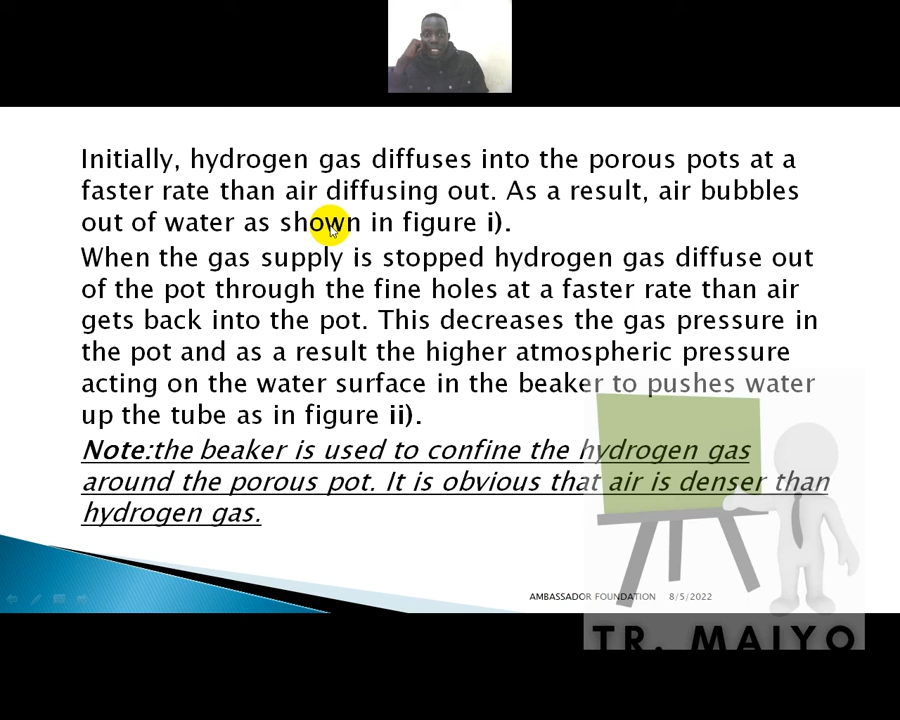 Initially, hydrogen gas diffuses into the porous pots at a
faster rate than air diffusing out. As a result, air bubbles
out of water as shown in figure i).
When the gas supply is stopped hydrogen gas diffuse out
of the pot through the fine holes at a faster rate than air
gets back into the pot. This decreases the gas pressure in
the pot and as a result the higher atmospheric pressure
acting on the water surface in the beaker to pushes water
up the tube as in figure ii).
Note:the beaker is used to confine the hydrogen gas
around the porous pot. It is obvious that air is denser than
hydrogen gas.
AMBASSADOR FOUNDATION 8/5/2022
TR. MAIYO